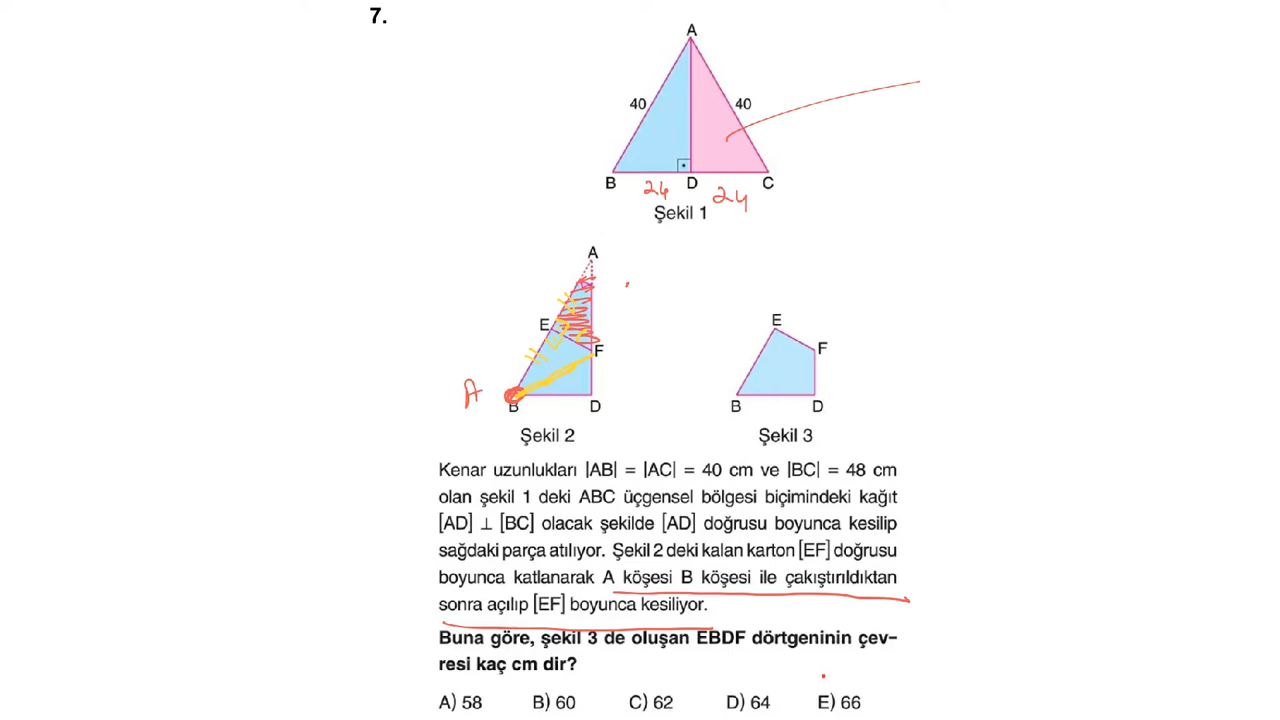 7.
A
40
40
B
D
C
24
24
Şekil 1
A
E
F
A
B
D
Şekil 2
E
F
B
D
Şekil 3
Kenar uzunlukları |AB| = |AC| = 40 cm ve |BC| = 48 cm
olan şekil 1 deki ABC üçgensel bölgesi biçimindeki kağıt
[AD] ⊥ [BC] olacak şekilde [AD] doğrusu boyunca kesilip
sağdaki parça atılıyor. Şekil 2 deki kalan karton [EF] doğrusu
boyunca katlanarak A köşesi B köşesi ile çakıştırıldıktan
sonra açılıp [EF] boyunca kesiliyor.
Buna göre, şekil 3 de oluşan EBDF dörtgeninin çev-
resi kaç cm dir?
A) 58 B) 60 C) 62 D) 64 E) 66